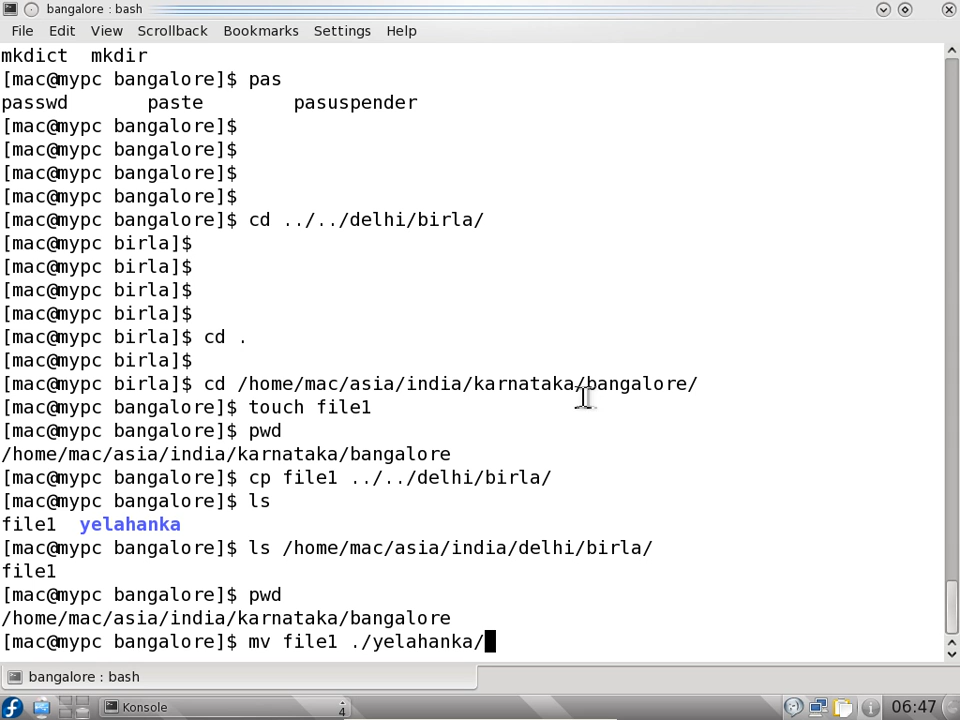 bangalore : bash
File Edit View Scrollback Bookmarks Settings Help
mkdict  mkdir
[mac@mypc bangalore]$ pas
passwd       paste        pasuspender
[mac@mypc bangalore]$
[mac@mypc bangalore]$
[mac@mypc bangalore]$
[mac@mypc bangalore]$
[mac@mypc bangalore]$ cd ../../delhi/birla/
[mac@mypc birla]$
[mac@mypc birla]$
[mac@mypc birla]$
[mac@mypc birla]$
[mac@mypc birla]$ cd .
[mac@mypc birla]$
[mac@mypc birla]$ cd /home/mac/asia/india/karnataka/bangalore/
[mac@mypc bangalore]$ touch file1
[mac@mypc bangalore]$ pwd
/home/mac/asia/india/karnataka/bangalore
[mac@mypc bangalore]$ cp file1 ../../delhi/birla/
[mac@mypc bangalore]$ ls
file1  yelahanka
[mac@mypc bangalore]$ ls /home/mac/asia/india/delhi/birla/
file1
[mac@mypc bangalore]$ pwd
/home/mac/asia/india/karnataka/bangalore
[mac@mypc bangalore]$ mv file1 ./yelahanka/
bangalore : bash
Konsole 4 06:47